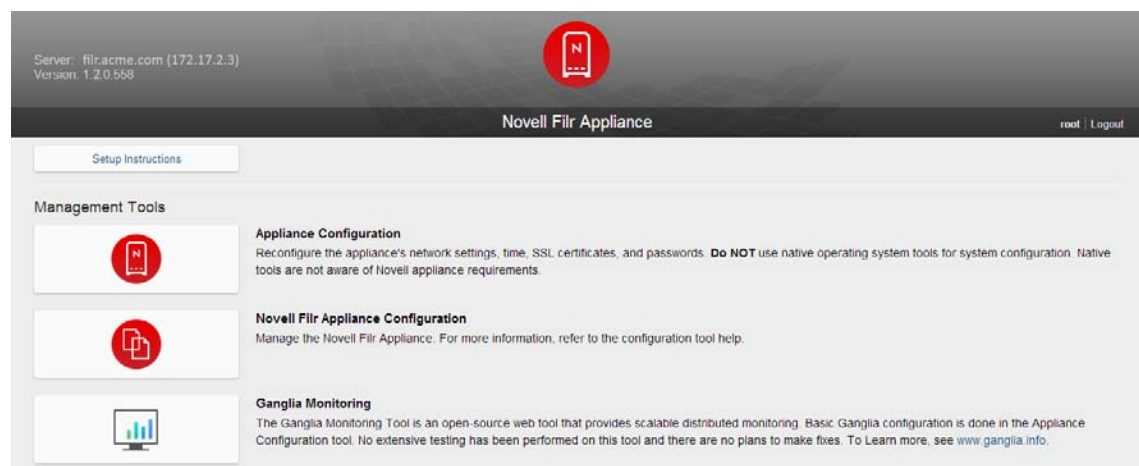 Server: filr.acme.com (172.17.2.3)
Version: 1.2.0.558
N
Novell Filr Appliance
root | Logout
Setup Instructions
Management Tools
N
Appliance Configuration
Reconfigure the appliance's network settings, time, SSL certificates, and passwords. Do NOT use native operating system tools for system configuration. Native
tools are not aware of Novell appliance requirements.
Novell Filr Appliance Configuration
Manage the Novell Filr Appliance. For more information, refer to the configuration tool help.
Ganglia Monitoring
The Ganglia Monitoring Tool is an open-source web tool that provides scalable distributed monitoring. Basic Ganglia configuration is done in the Appliance
Configuration tool. No extensive testing has been performed on this tool and there are no plans to make fixes. To Learn more, see www.ganglia.info.